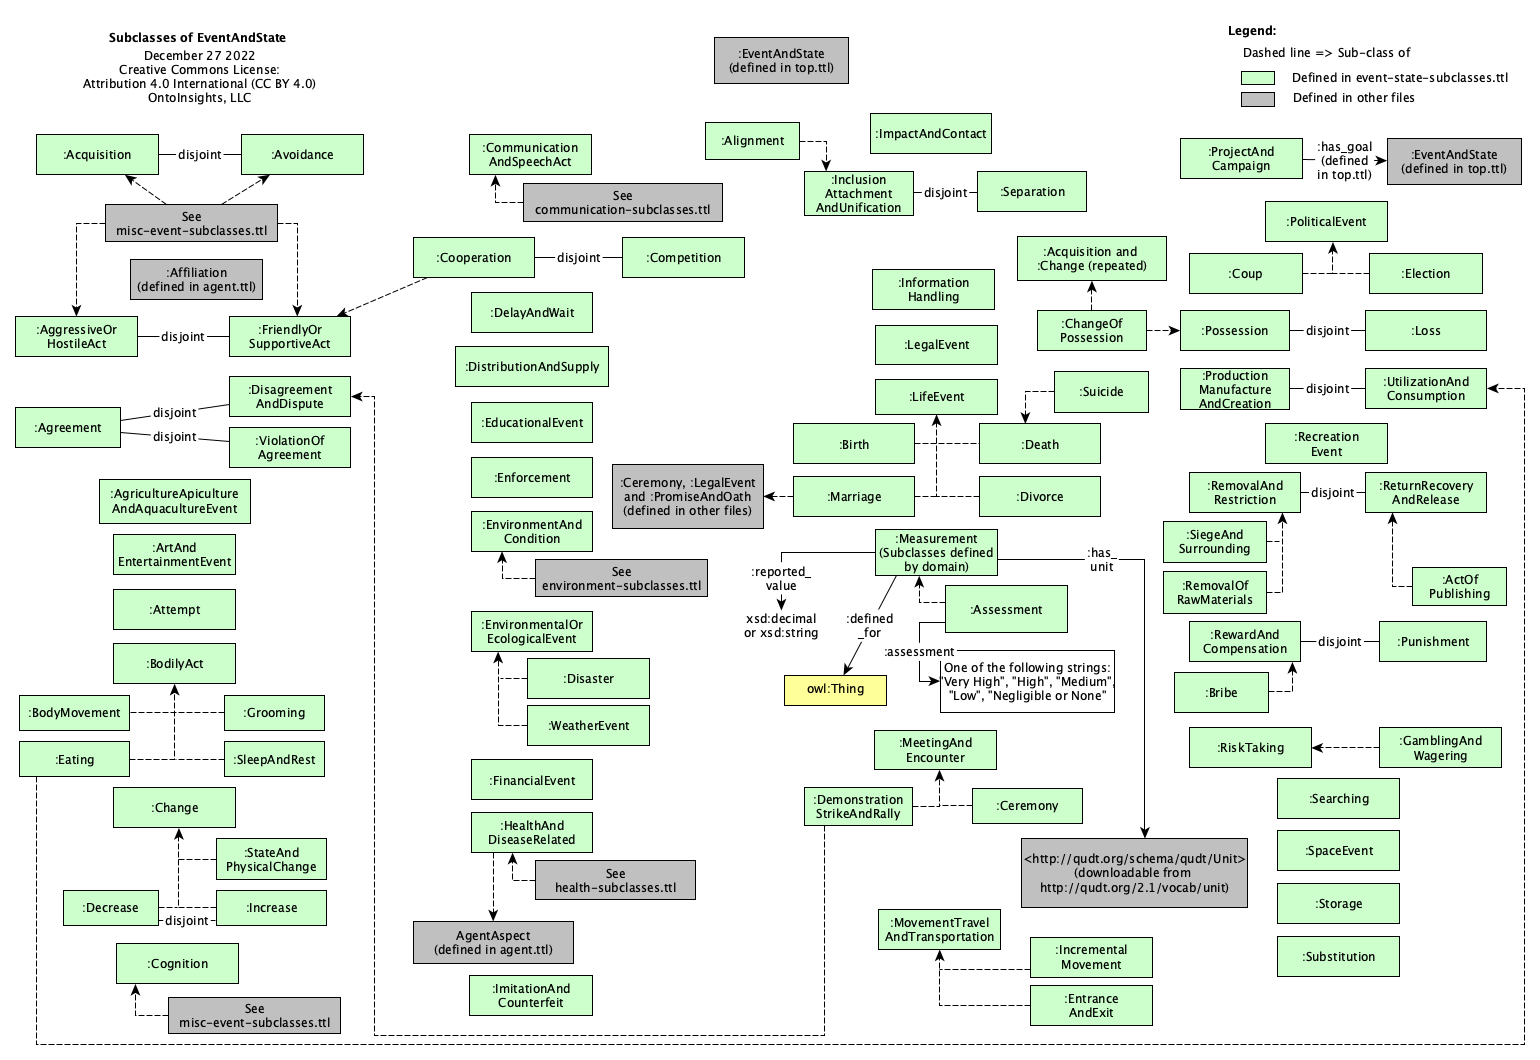 Subclasses of EventAndState
December 27 2022
Creative Commons License:
Attribution 4.0 International (CC BY 4.0)
OntoInsights, LLC
:EventAndState
(defined in top.ttl)
Legend:
Dashed line => Sub-class of
Defined in event-state-subclasses.ttl
Defined in other files
:Acquisition
disjoint
:Avoidance
See
misc-event-subclasses.ttl
:Affiliation
(defined in agent.ttl)
:AggressiveOr
HostileAct
disjoint
:FriendlyOr
SupportiveAct
:Disagreement
AndDispute
disjoint
:Agreement
disjoint
:ViolationOf
Agreement
:AgricultureApiculture
AndAquacultureEvent
:ArtAnd
EntertainmentEvent
:Attempt
:BodilyAct
:BodyMovement
:Grooming
:Eating
:SleepAndRest
:Change
:StateAnd
PhysicalChange
:Decrease
disjoint
:Increase
:Cognition
See
misc-event-subclasses.ttl
:Communication
AndSpeechAct
See
communication-subclasses.ttl
:Cooperation
disjoint
:Competition
:DelayAndWait
:DistributionAndSupply
:EducationalEvent
:Enforcement
:EnvironmentAnd
Condition
See
environment-subclasses.ttl
:EnvironmentalOr
EcologicalEvent
:Disaster
:WeatherEvent
:FinancialEvent
:HealthAnd
DiseaseRelated
See
health-subclasses.ttl
AgentAspect
(defined in agent.ttl)
:ImitationAnd
Counterfeit
:Alignment
:ImpactAndContact
:Inclusion
Attachment
AndUnification
disjoint
:Separation
:Information
Handling
:LegalEvent
:LifeEvent
:Suicide
:Birth
:Death
:Ceremony, :LegalEvent
and :PromiseAndOath
(defined in other files)
:Marriage
:Divorce
:Measurement
(Subclasses defined
by domain)
:reported_
value
xsd:decimal
or xsd:string
:defined
_for
owl:Thing
:Assessment
:assessment
One of the following strings:
"Very High", "High", "Medium",
"Low", "Negligible or None"
:has_
unit
<http://qudt.org/schema/qudt/Unit>
(downloadable from
http://qudt.org/2.1/vocab/unit)
:MeetingAnd
Encounter
:Demonstration
StrikeAndRally
:Ceremony
:MovementTravel
AndTransportation
:Incremental
Movement
:Entrance
AndExit
:Acquisition and
:Change (repeated)
:ChangeOf
Possession
:ProjectAnd
Campaign
:has_goal
(defined
in top.ttl)
:EventAndState
(defined in top.ttl)
:PoliticalEvent
:Coup
:Election
:Possession
disjoint
:Loss
:Production
Manufacture
AndCreation
disjoint
:UtilizationAnd
Consumption
:Recreation
Event
:RemovalAnd
Restriction
disjoint
:ReturnRecovery
AndRelease
:SiegeAnd
Surrounding
:RemovalOf
RawMaterials
:ActOf
Publishing
:RewardAnd
Compensation
disjoint
:Punishment
:Bribe
:RiskTaking
:GamblingAnd
Wagering
:Searching
:SpaceEvent
:Storage
:Substitution